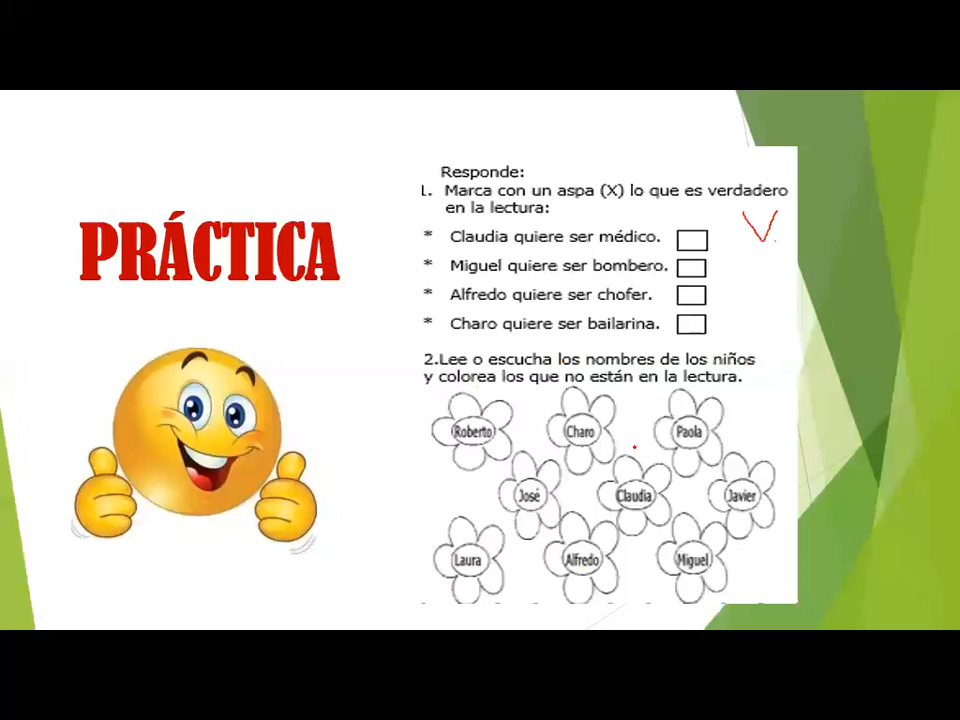 PRÁCTICA
Responde:
1. Marca con un aspa (X) lo que es verdadero
en la lectura:
V
* Claudia quiere ser médico.
* Miguel quiere ser bombero.
* Alfredo quiere ser chofer.
* Charo quiere ser bailarina.
2.Lee o escucha los nombres de los niños
y colorea los que no están en la lectura.
Roberto Charo Paola
José Claudia Javier
Laura Alfredo Miguel